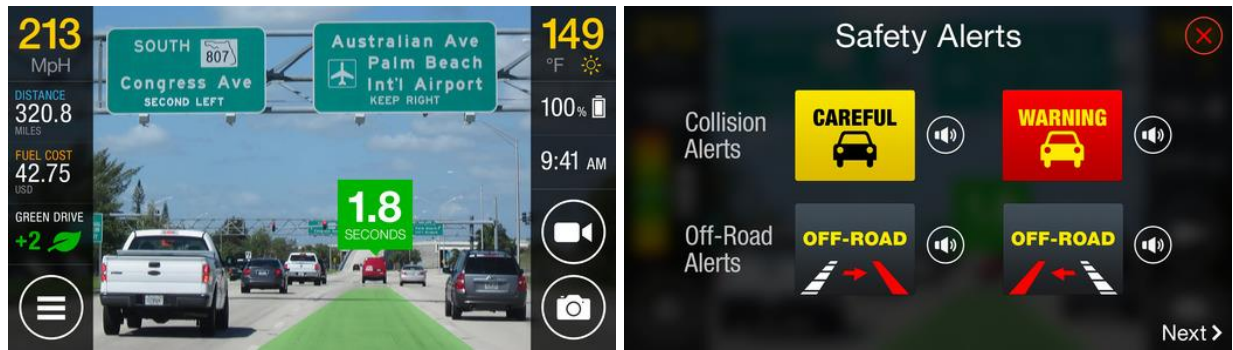 213
MpH
DISTANCE
320.8
MILES
FUEL COST
42.75
USD
GREEN DRIVE
+2
SOUTH 807
Congress Ave
SECOND LEFT
Australian Ave
Palm Beach
Int'l Airport
KEEP RIGHT
1.8
SECONDS
149
°F
100%
9:41 AM
Safety Alerts
Collision
Alerts
CAREFUL
WARNING
Off-Road
Alerts
OFF-ROAD
OFF-ROAD
Next >